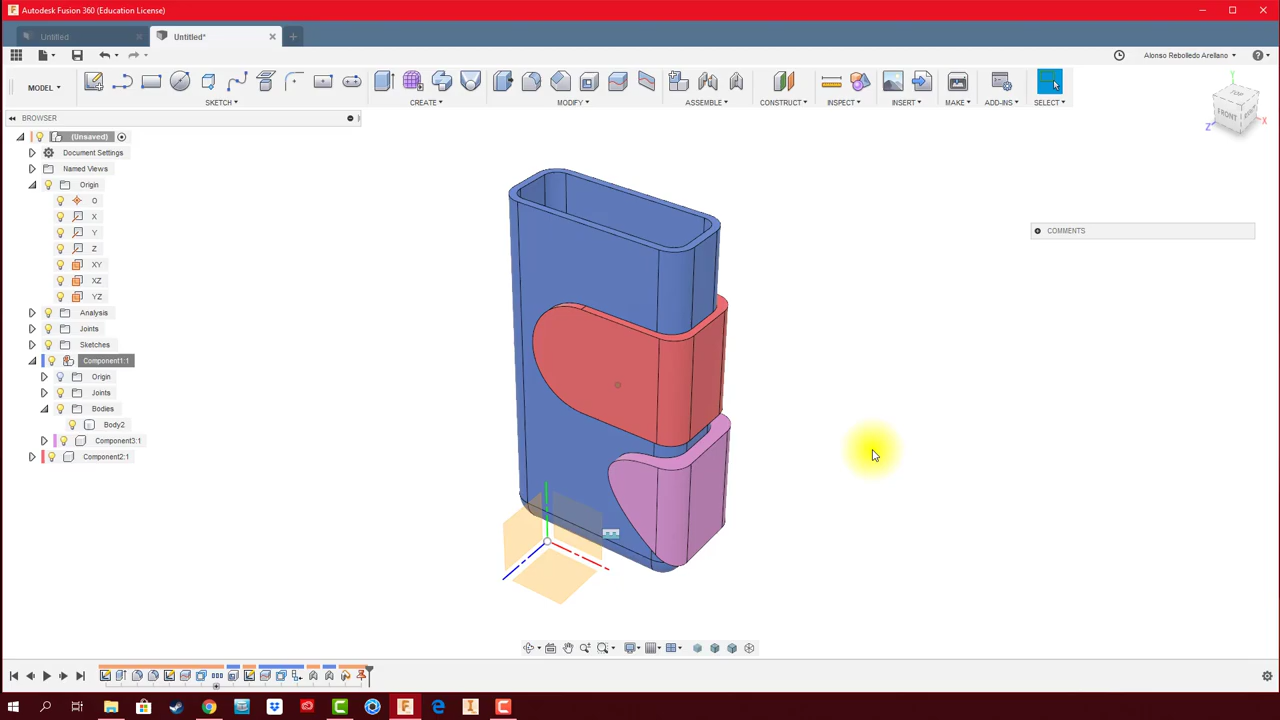 Autodesk Fusion 360 (Education License)
Untitled
Untitled*
Alonso Rebolledo Arellano
MODEL
SKETCH
CREATE
MODIFY
ASSEMBLE
CONSTRUCT
INSPECT
INSERT
MAKE
ADD-INS
SELECT
TOP
FRONT
Y
X
Z
BROWSER
(Unsaved)
Document Settings
Named Views
Origin
O
X
Y
Z
XY
XZ
YZ
Analysis
Joints
Sketches
Component1:1
Origin
Joints
Bodies
Body2
Component3:1
Component2:1
COMMENTS